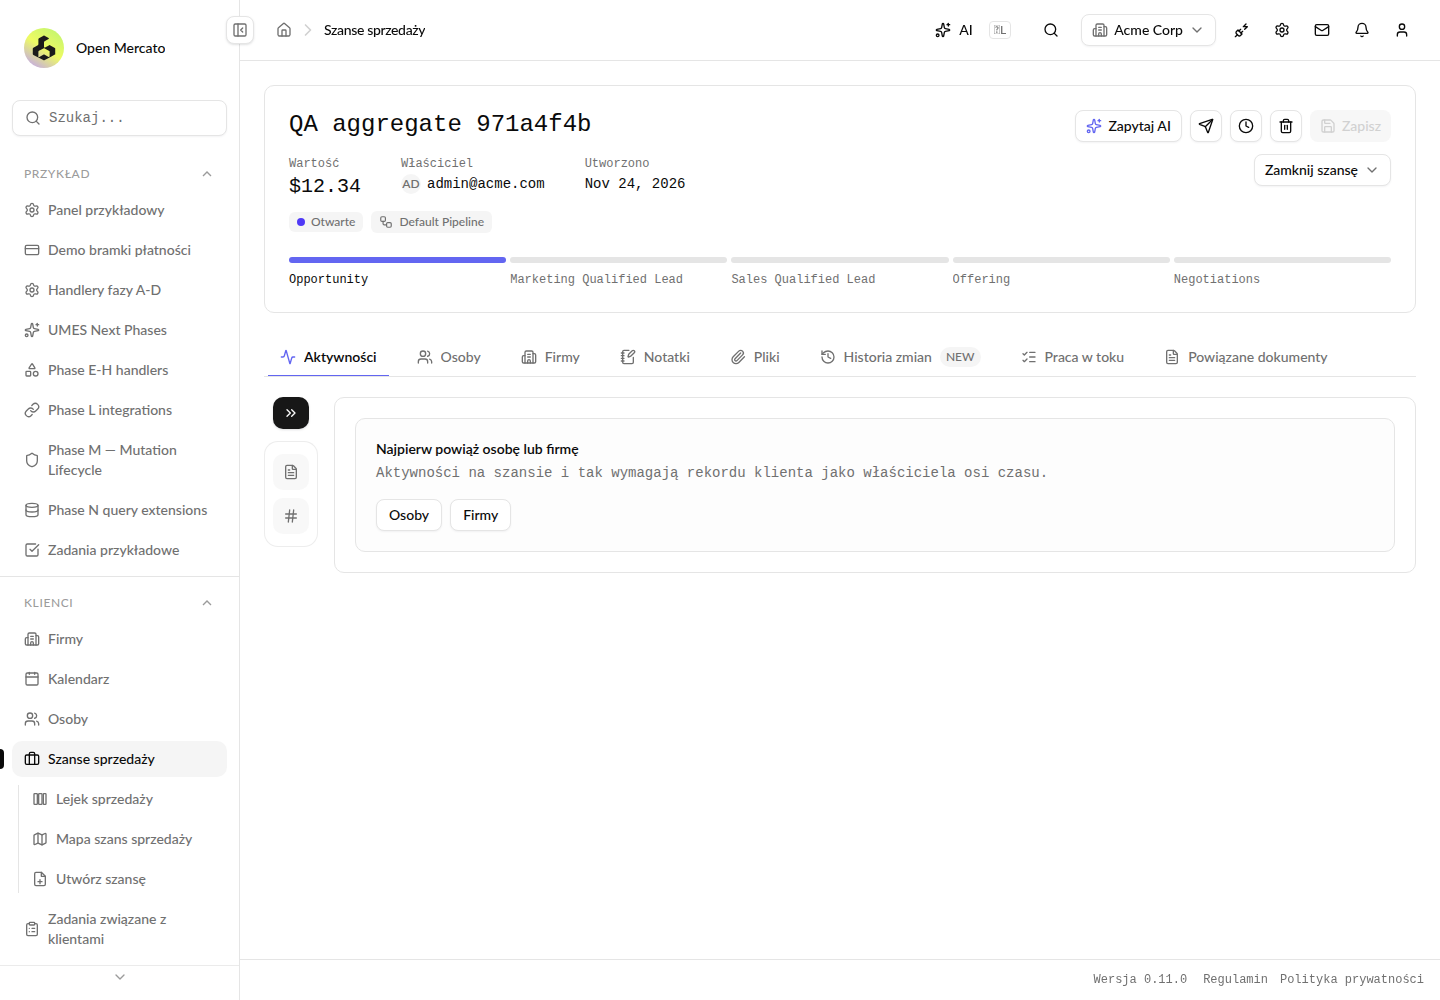 Open Mercato
Szanse sprzedaży
AI
L
Acme Corp
Szukaj...
PRZYKŁAD
Panel przykładowy
Demo bramki płatności
Handlery fazy A-D
UMES Next Phases
Phase E-H handlers
Phase L integrations
Phase M — Mutation
Lifecycle
Phase N query extensions
Zadania przykładowe
KLIENCI
Firmy
Kalendarz
Osoby
Szanse sprzedaży
Lejek sprzedaży
Mapa szans sprzedaży
Utwórz szansę
Zadania związane z
klientami
QA aggregate 971a4f4b
Zapytaj AI
Zapisz
Wartość
Właściciel
Utworzono
$12.34
AD admin@acme.com
Nov 24, 2026
Zamknij szansę
Otwarte
Default Pipeline
Opportunity
Marketing Qualified Lead
Sales Qualified Lead
Offering
Negotiations
Aktywności
Osoby
Firmy
Notatki
Pliki
Historia zmian NEW
Praca w toku
Powiązane dokumenty
Najpierw powiąż osobę lub firmę
Aktywności na szansie i tak wymagają rekordu klienta jako właściciela osi czasu.
Osoby
Firmy
Wersja 0.11.0
Regulamin
Polityka prywatności